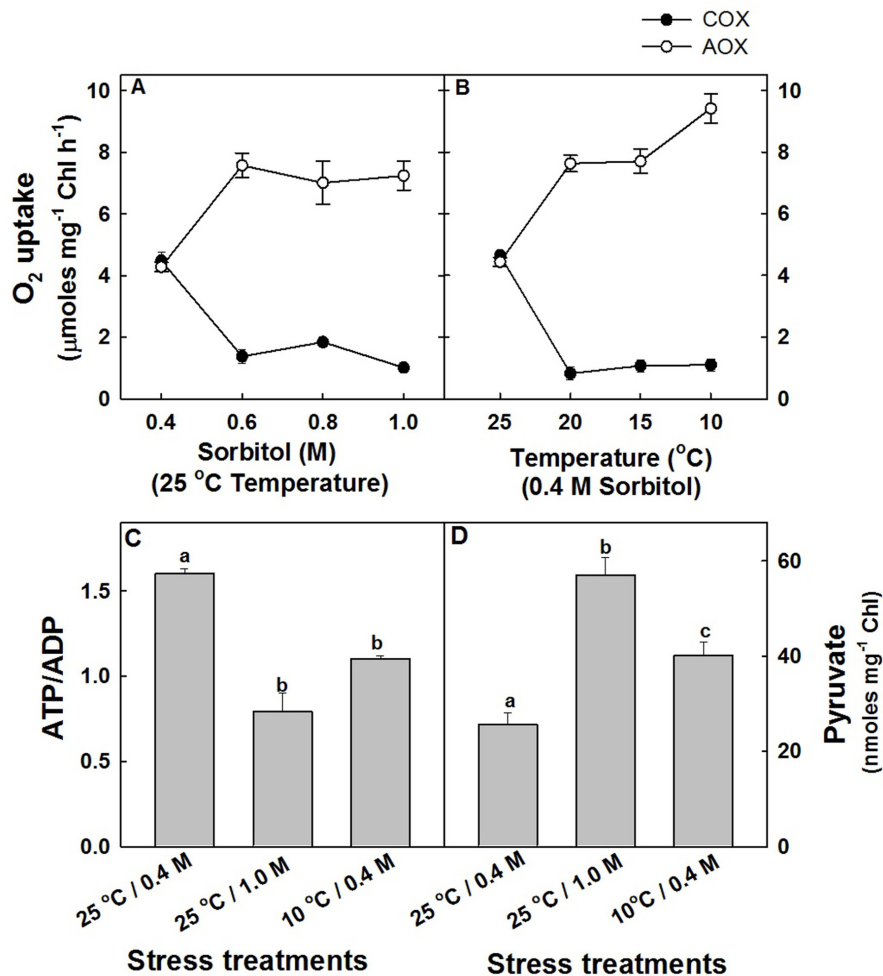 COX
AOX
A
B
10
8
6
4
2
0
10
8
6
4
2
0
O₂ uptake
(μmoles mg⁻¹ Chl h⁻¹)
0.4 0.6 0.8 1.0
25 20 15 10
Sorbitol (M)
(25 °C Temperature)
Temperature (°C)
(0.4 M Sorbitol)
C
D
a
b
b
a
b
c
1.5
1.0
0.5
0.0
60
40
20
0
ATP/ADP
Pyruvate
(nmoles mg⁻¹ Chl)
25 °C / 0.4 M
25 °C / 1.0 M
10 °C / 0.4 M
25 °C / 0.4 M
25 °C / 1.0 M
10 °C / 0.4 M
Stress treatments
Stress treatments